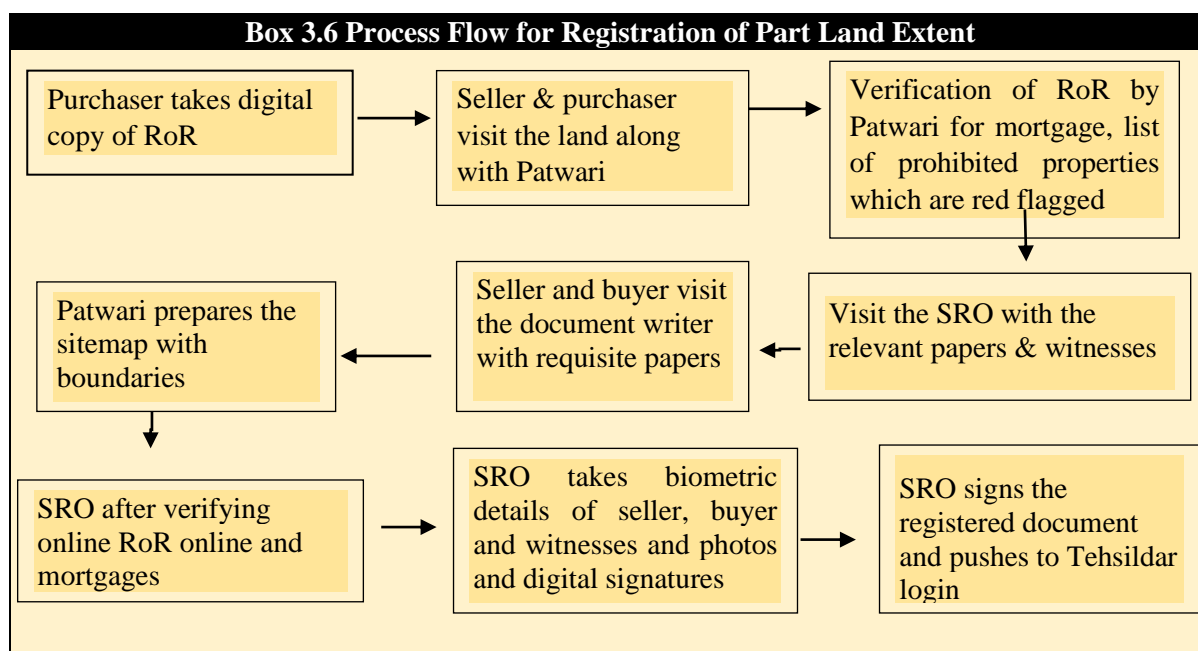 Box 3.6 Process Flow for Registration of Part Land Extent
Purchaser takes digital
copy of RoR
Seller & purchaser
visit the land along
with Patwari
Verification of RoR by
Patwari for mortgage, list
of prohibited properties
which are red flagged
Visit the SRO with the
relevant papers & witnesses
Seller and buyer visit
the document writer
with requisite papers
Patwari prepares the
sitemap with
boundaries
SRO after verifying
online RoR online and
mortgages
SRO takes biometric
details of seller, buyer
and witnesses and photos
and digital signatures
SRO signs the
registered document
and pushes to Tehsildar
login